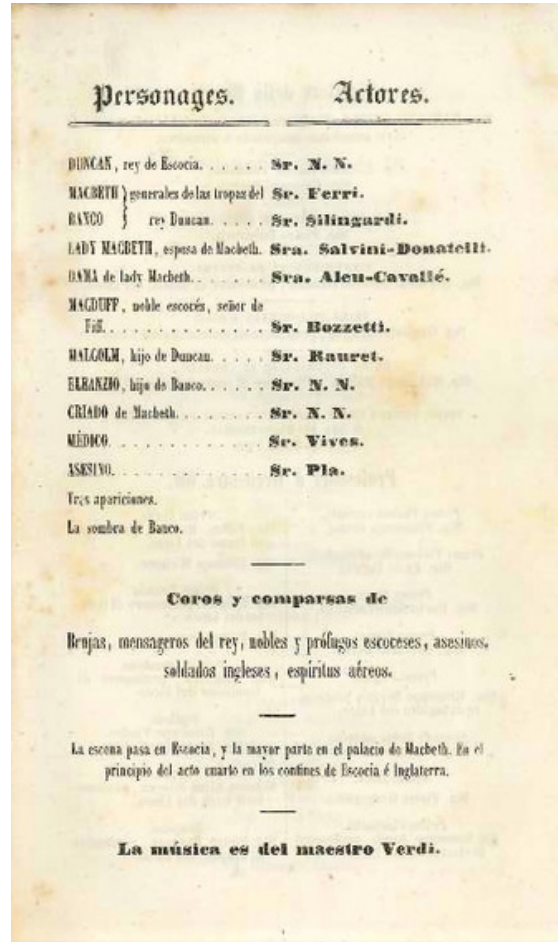 Personages. Actores.
DUNCAN, rey de Escocia. . . . . . Sr. N. N.
MACBETH } generales de las tropas del Sr. Ferri.
BANCO } rey Duncan. . . . . Sr. Silingardi.
LADY MACBETH, esposa de Macbeth. Sra. Salvini-Donatelli.
DAMA de lady Macbeth. . . . . . Sra. Aleu-Cavallé.
MACDUFF, noble escocés, señor de
Fiff. . . . . . . . . . . . . Sr. Bozzetti.
MALCOLM, hijo de Duncan. . . . . Sr. Rauret.
FLEANZIO, hijo de Banco. . . . . Sr. N. N.
CRIADO de Macbeth. . . . . . . Sr. N. N.
MÉDICO. . . . . . . . . . . . Sr. Vives.
ASESINO. . . . . . . . . . . . Sr. Pla.
Tres apariciones.
La sombra de Banco.
Coros y comparsas de
Brujas, mensageros del rey, nobles y prófugos escoceses, asesinos,
soldados ingleses, espíritus aéreos.
La escena pasa en Escocia, y la mayor parte en el palacio de Macbeth. En el
principio del acto cuarto en los confines de Escocia é Inglaterra.
La música es del maestro Verdi.